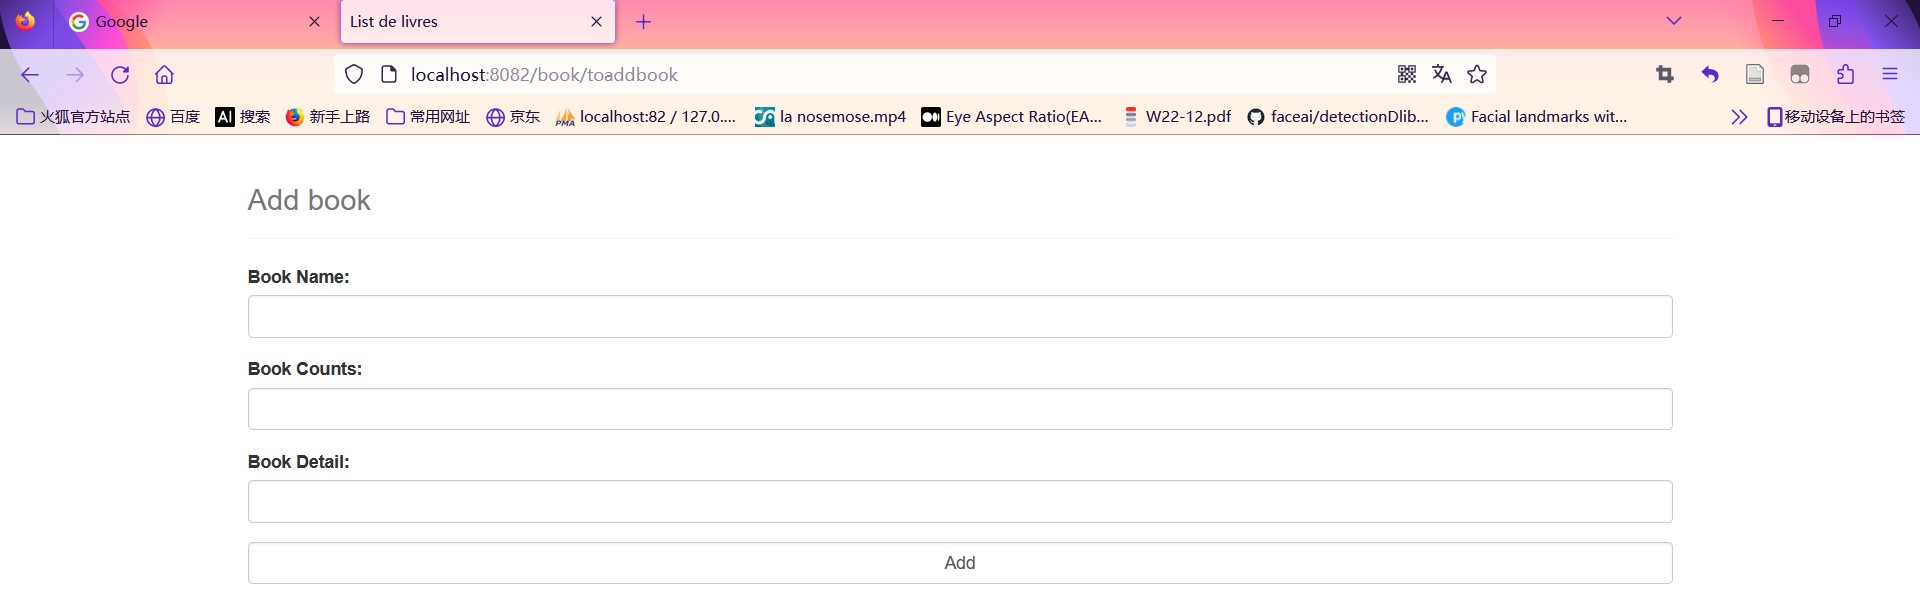 Google
List de livres
localhost:8082/book/toaddbook
火狐官方站点 百度 AI 搜索 新手上路 常用网址 京东 PMA localhost:82 / 127.0.... la nosemose.mp4 Eye Aspect Ratio(EA... W22-12.pdf faceai/detectionDlib... Facial landmarks wit... 移动设备上的书签
Add book
Book Name:
Book Counts:
Book Detail:
Add